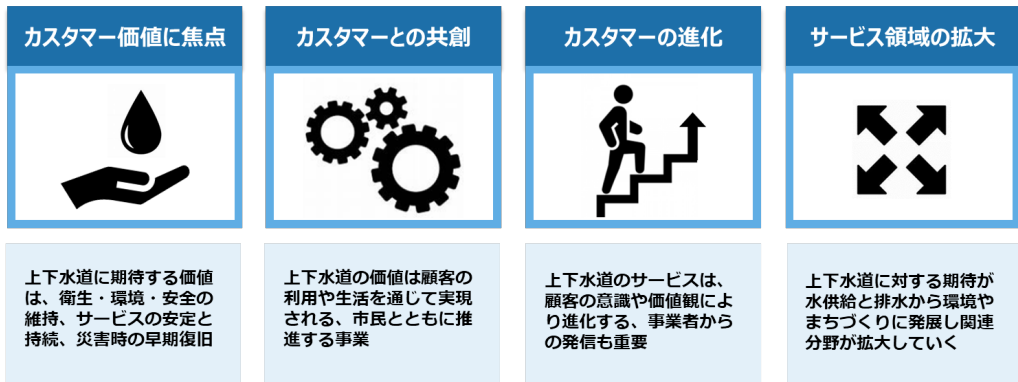 カスタマー価値に焦点
カスタマーとの共創
カスタマーの進化
サービス領域の拡大
上下水道に期待する価値
は、衛生・環境・安全の
維持、サービスの安定と
持続、災害時の早期復旧
上下水道の価値は顧客の
利用や生活を通じて実現
される、市民とともに推
進する事業
上下水道のサービスは、
顧客の意識や価値観によ
り進化する、事業者から
の発信も重要
上下水道に対する期待が
水供給と排水から環境や
まちづくりに発展し関連
分野が拡大していく